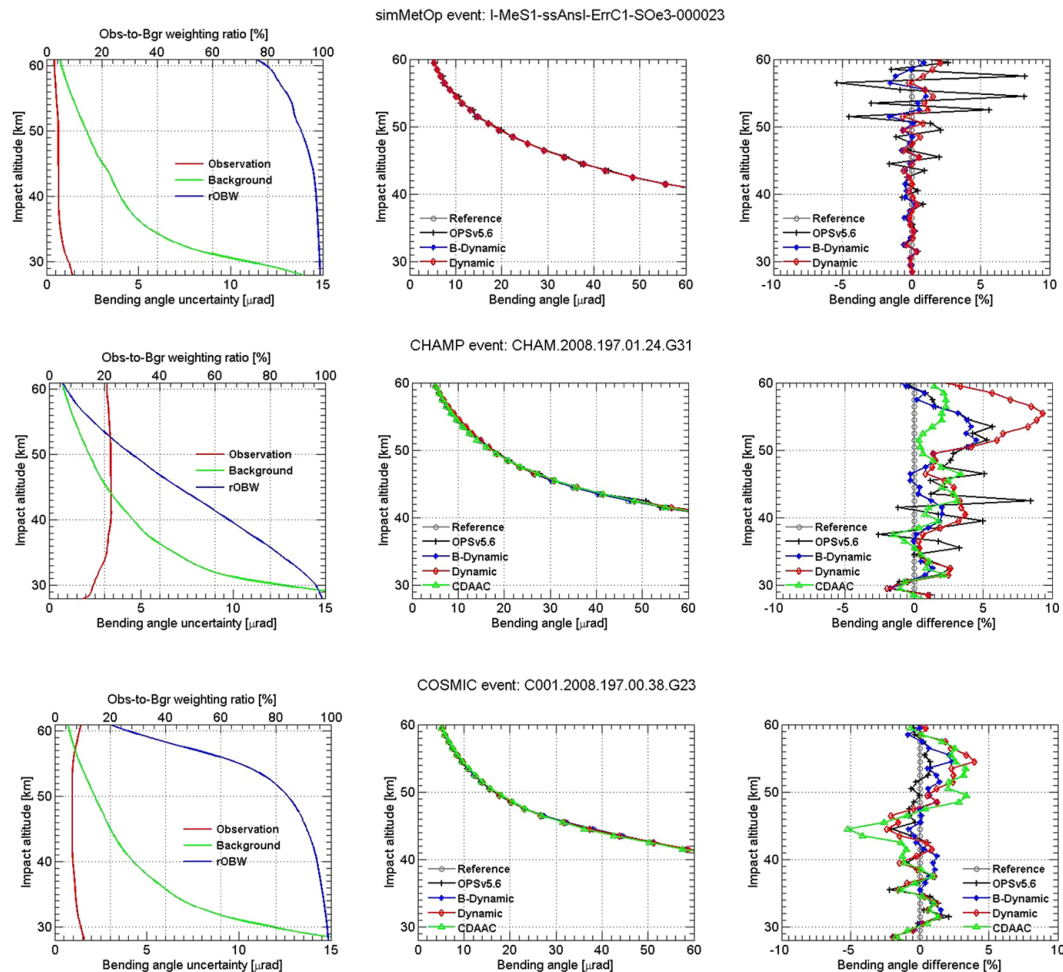 simMetOp event: I-MeS1-ssAnsI-ErrC1-SOe3-000023
Obs-to-Bgr weighting ratio [%]
0 20 40 60 80 100
Impact altitude [km]
60
50
40
30
Observation
Background
rOBW
0 5 10 15
Bending angle uncertainty [µrad]
Impact altitude [km]
60
50
40
30
Reference
OPSv5.6
B-Dynamic
Dynamic
0 10 20 30 40 50 60
Bending angle [µrad]
Impact altitude [km]
60
50
40
30
Reference
OPSv5.6
B-Dynamic
Dynamic
-10 -5 0 5 10
Bending angle difference [%]
CHAMP event: CHAM.2008.197.01.24.G31
Obs-to-Bgr weighting ratio [%]
0 20 40 60 80 100
Impact altitude [km]
60
50
40
30
Observation
Background
rOBW
0 5 10 15
Bending angle uncertainty [µrad]
Impact altitude [km]
60
50
40
30
Reference
OPSv5.6
B-Dynamic
Dynamic
CDAAC
0 10 20 30 40 50 60
Bending angle [µrad]
Impact altitude [km]
60
50
40
30
Reference
OPSv5.6
B-Dynamic
Dynamic
CDAAC
-10 -5 0 5 10
Bending angle difference [%]
COSMIC event: C001.2008.197.00.38.G23
Obs-to-Bgr weighting ratio [%]
0 20 40 60 80 100
Impact altitude [km]
60
50
40
30
Observation
Background
rOBW
0 5 10 15
Bending angle uncertainty [µrad]
Impact altitude [km]
60
50
40
30
Reference
OPSv5.6
B-Dynamic
Dynamic
CDAAC
0 10 20 30 40 50 60
Bending angle [µrad]
Impact altitude [km]
60
50
40
30
Reference
OPSv5.6
B-Dynamic
Dynamic
CDAAC
-10 -5 0 5 10
Bending angle difference [%]